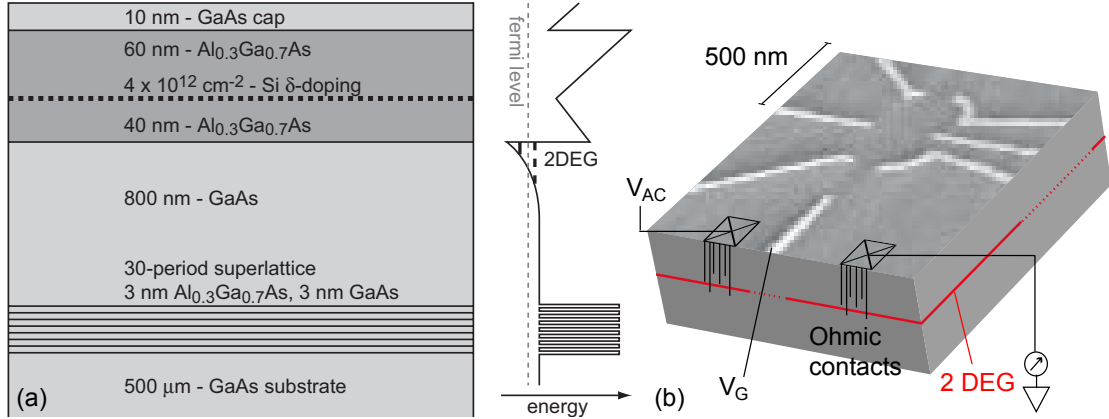 10 nm - GaAs cap
60 nm - Al0.3Ga0.7As
4 x 10^12 cm^-2 - Si δ-doping
40 nm - Al0.3Ga0.7As
800 nm - GaAs
30-period superlattice
3 nm Al0.3Ga0.7As, 3 nm GaAs
500 µm - GaAs substrate
(a)
fermi level
2DEG
energy
(b)
500 nm
VAC
VG
Ohmic
contacts
2 DEG